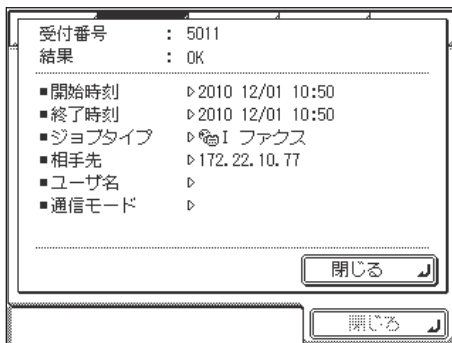 受付番号 : 5011
結果 : OK
■開始時刻 ▷2010 12/01 10:50
■終了時刻 ▷2010 12/01 10:50
■ジョブタイプ ▷I ファクス
■相手先 ▷172.22.10.77
■ユーザ名 ▷
■通信モード ▷
閉じる
閉じる